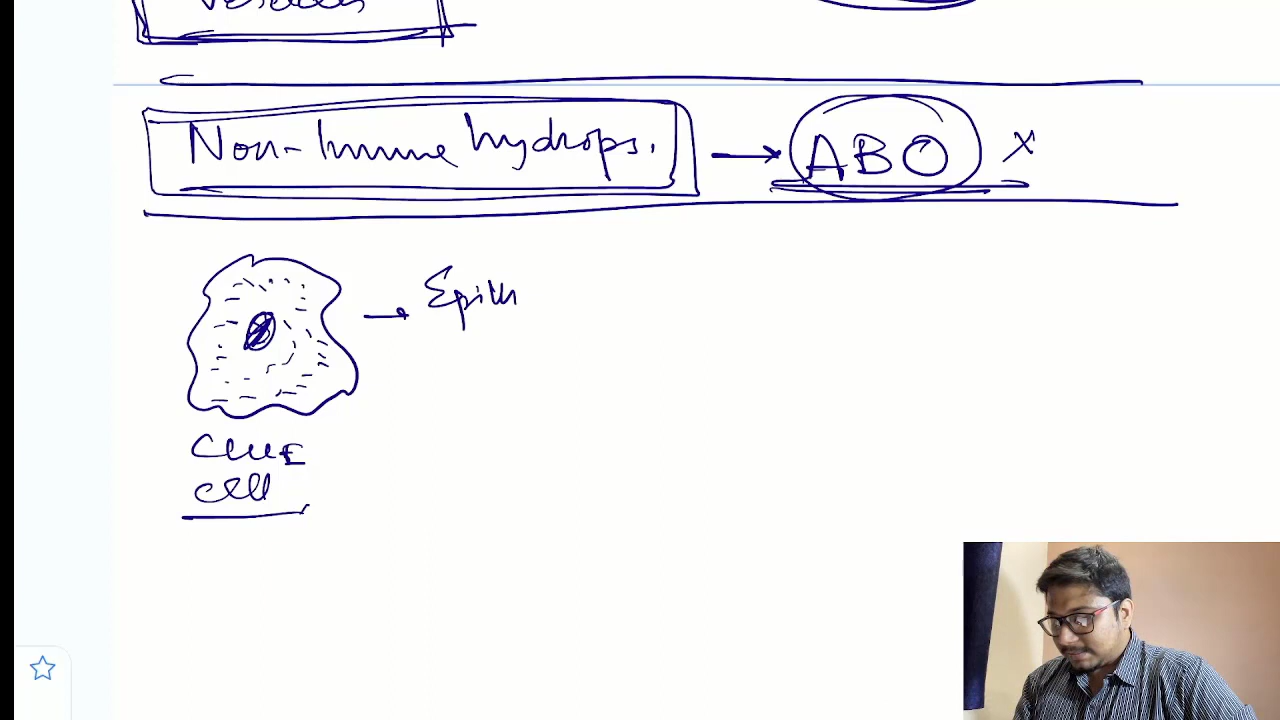 Non-Immune hydrops. → ABO x
→ Epith
CLUE
cell